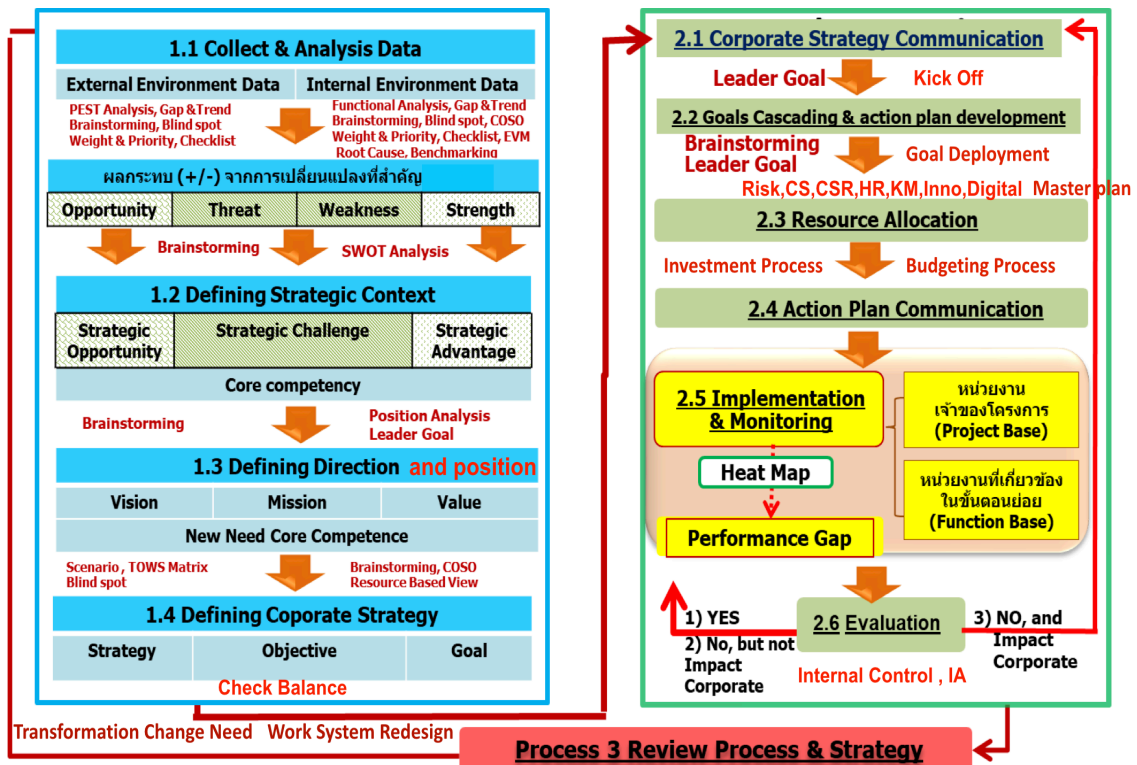 1.1 Collect & Analysis Data
External Environment Data
Internal Environment Data
PEST Analysis, Gap &Trend
Brainstorming, Blind spot
Weight & Priority, Checklist
Functional Analysis, Gap &Trend
Brainstorming, Blind spot, COSO
Weight & Priority, Checklist, EVM
Root Cause, Benchmarking
ผลกระทบ (+/-) จากการเปลี่ยนแปลงที่สำคัญ
Opportunity
Threat
Weakness
Strength
Brainstorming
SWOT Analysis
1.2 Defining Strategic Context
Strategic
Opportunity
Strategic Challenge
Strategic
Advantage
Core competency
Brainstorming
Position Analysis
Leader Goal
1.3 Defining Direction and position
Vision
Mission
Value
New Need Core Competence
Scenario , TOWS Matrix
Blind spot
Brainstorming, COSO
Resource Based View
1.4 Defining Coporate Strategy
Strategy
Objective
Goal
Check Balance
Transformation Change Need
Work System Redesign
2.1 Corporate Strategy Communication
Leader Goal
Kick Off
2.2 Goals Cascading & action plan development
Brainstorming
Leader Goal
Goal Deployment
Risk,CS,CSR,HR,KM,Inno,Digital Master plan
2.3 Resource Allocation
Investment Process
Budgeting Process
2.4 Action Plan Communication
2.5 Implementation
& Monitoring
หน่วยงาน
เจ้าของโครงการ
(Project Base)
Heat Map
หน่วยงานที่เกี่ยวข้อง
ในขั้นตอนย่อย
(Function Base)
Performance Gap
1) YES
2) No, but not
Impact
Corporate
2.6 Evaluation
3) NO, and
Impact
Corporate
Internal Control , IA
Process 3 Review Process & Strategy